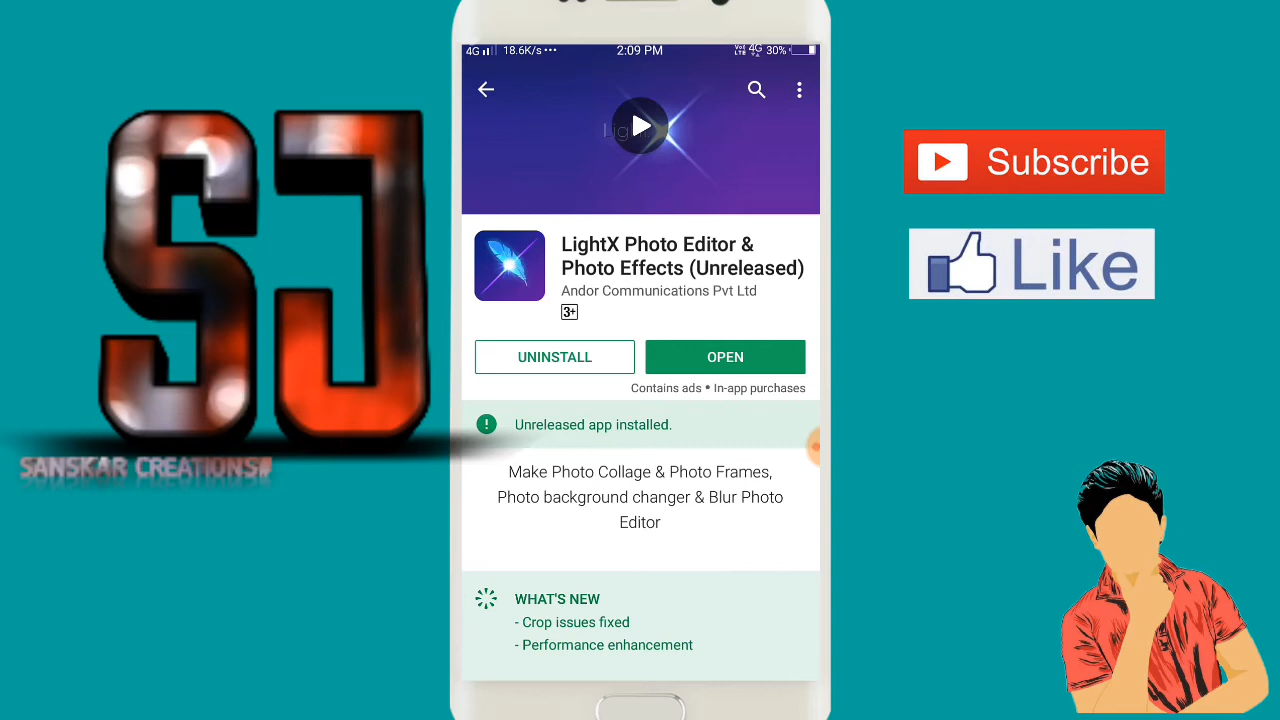 4G 18.6K/s ••• 2:09 PM 4G 30%
LightX Photo Editor &
Photo Effects (Unreleased)
Andor Communications Pvt Ltd
3+
UNINSTALL OPEN
Contains ads • In-app purchases
Unreleased app installed.
Make Photo Collage & Photo Frames,
Photo background changer & Blur Photo
Editor
WHAT'S NEW
- Crop issues fixed
- Performance enhancement
SJ
SANSKAR CREATIONS#
Subscribe
Like